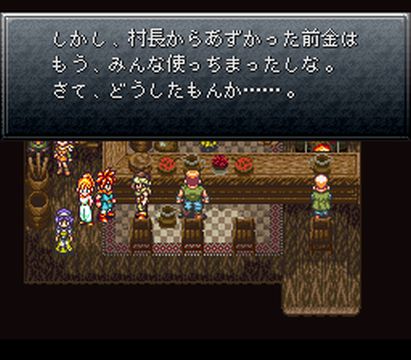 しかし、村長からあずかった前金は
もう、みんな使っちまったしな。
さて、どうしたもんか……。